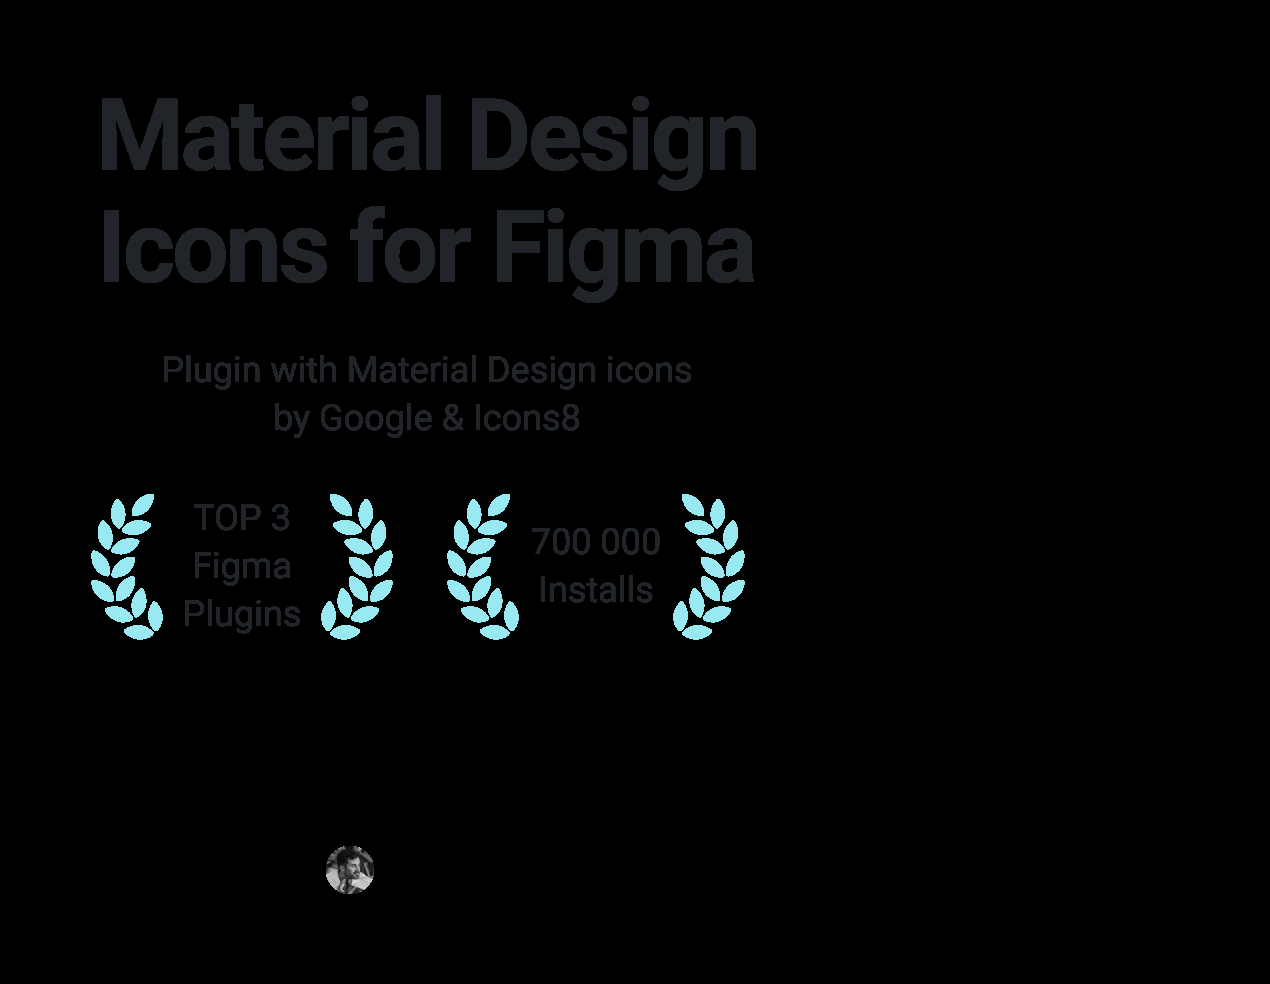 Material Design
Icons for Figma
Plugin with Material Design icons
by Google & Icons8
TOP 3
Figma
Plugins
700 000
Installs